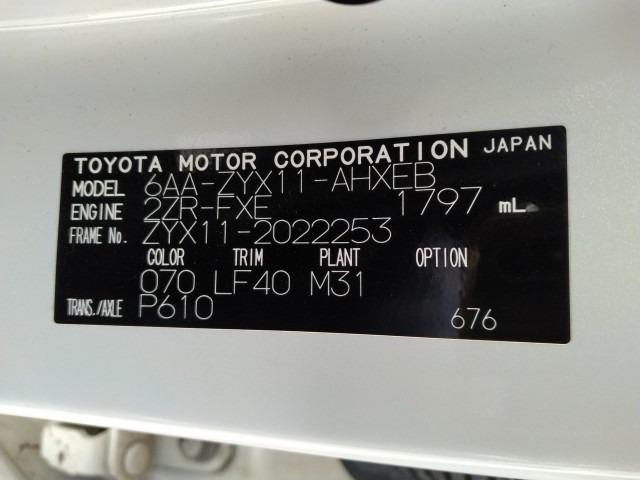 TOYOTA MOTOR CORPORATION JAPAN
MODEL 6AA-ZYX11-AHXEB
ENGINE 2ZR-FXE 1797 mL
FRAME No. ZYX11-2022253
COLOR TRIM PLANT OPTION
070 LF40 M31
TRANS./AXLE P610
676